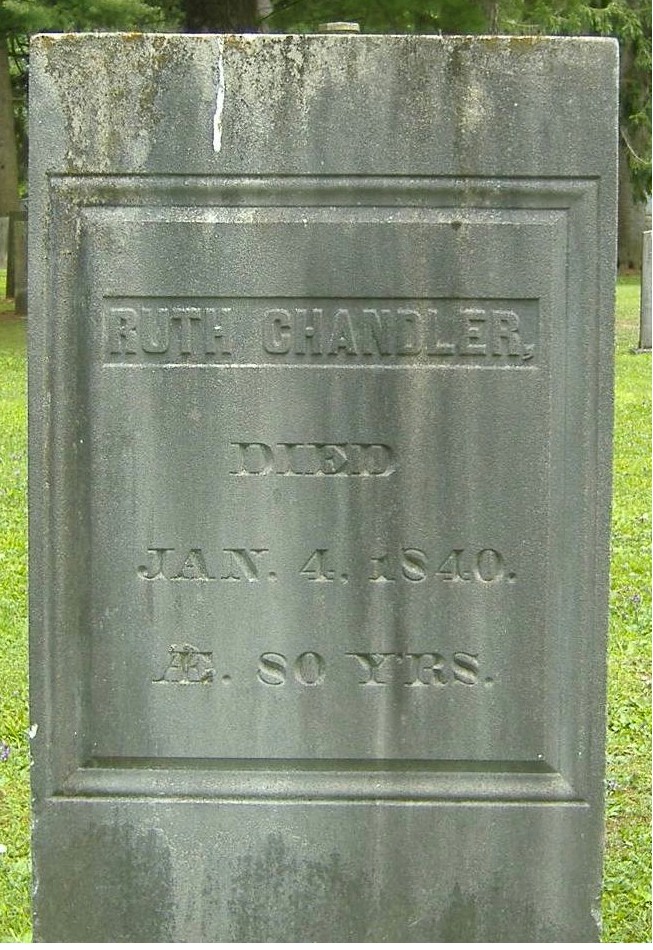 RUTH CHANDLER,
DIED
JAN. 4, 1840.
Æ. 80 YRS.